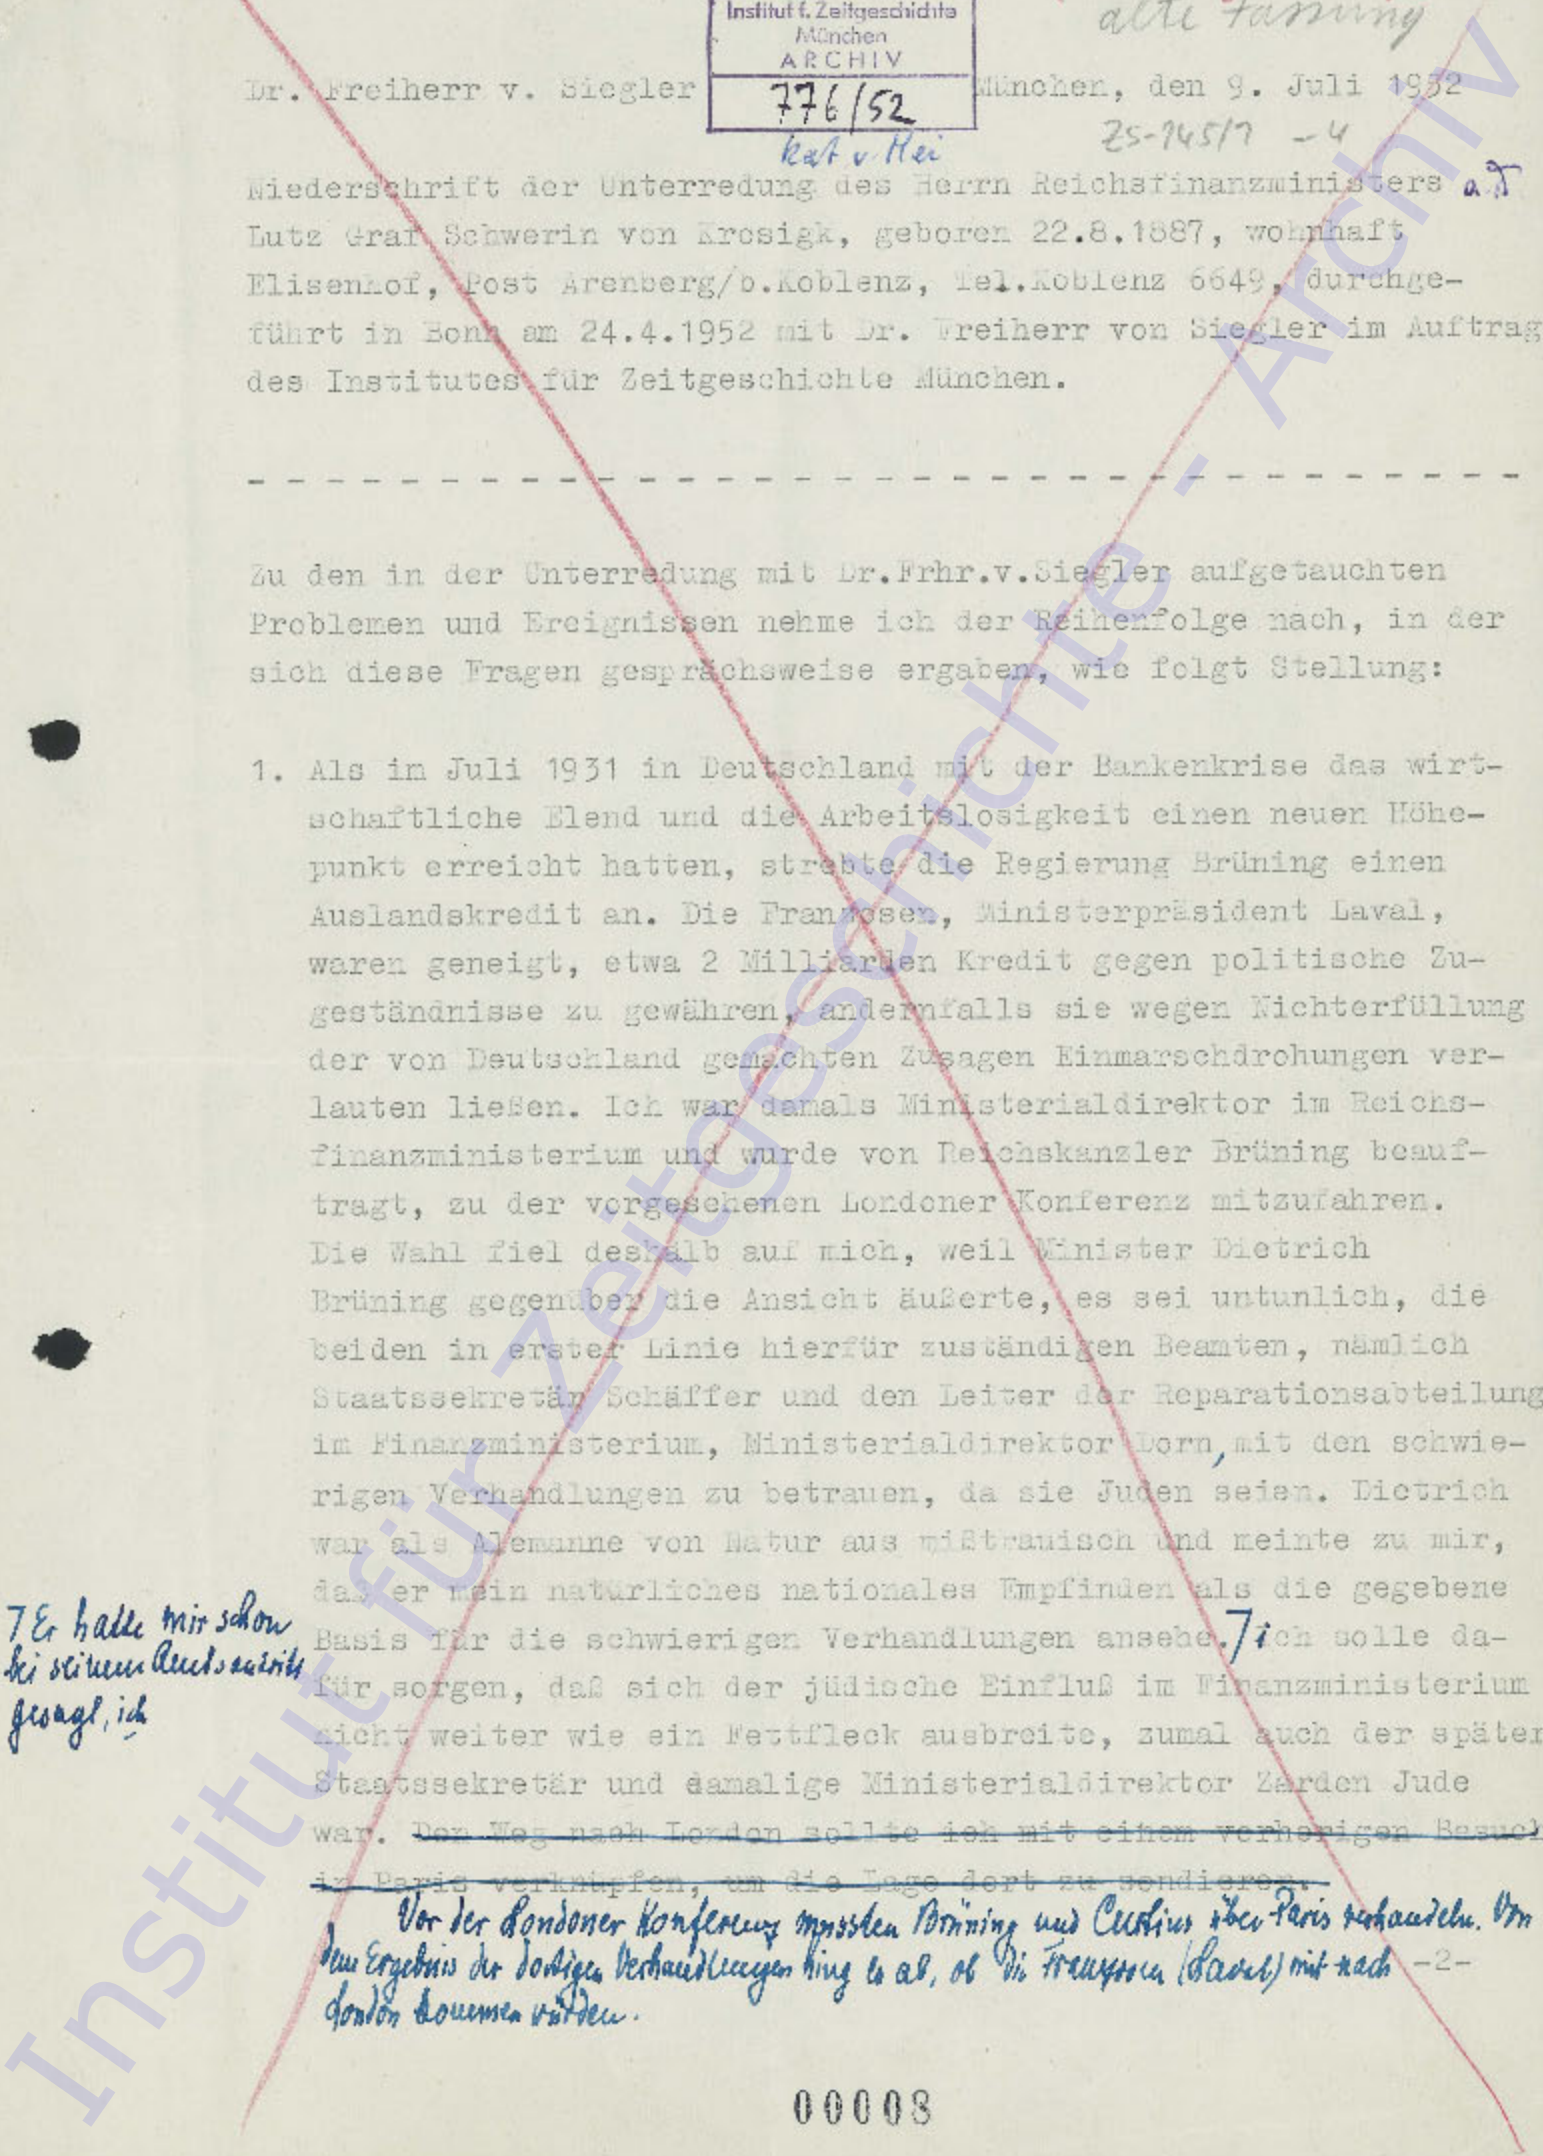 Institut f. Zeitgeschichte
München
ARCHIV
776/52
alte Fassung
Dr. Freiherr v. Siegler
München, den 9. Juli 1952
ZS-145/1 -4
Niederschrift der Unterredung des Herrn Reichsfinanzministers a.D
Lutz Graf Schwerin von Krosigk, geboren 22.8.1887, wohnhaft
Elisenhof, Post Arenberg/b.Koblenz, Tel.Koblenz 6649, durchge-
führt in Bonn am 24.4.1952 mit Dr. Freiherr von Siegler im Auftrag
des Institutes für Zeitgeschichte München.
Zu den in der Unterredung mit Dr.Frhr.v.Siegler aufgetauchten
Problemen und Ereignissen nehme ich der Reihenfolge nach, in der
sich diese Fragen gesprächsweise ergaben, wie folgt Stellung:
1. Als im Juli 1931 in Deutschland mit der Bankenkrise das wirt-
schaftliche Elend und die Arbeitslosigkeit einen neuen Höhe-
punkt erreicht hatten, strebte die Regierung Brüning einen
Auslandskredit an. Die Franzosen, Ministerpräsident Laval,
waren geneigt, etwa 2 Milliarden Kredit gegen politische Zu-
geständnisse zu gewähren, andernfalls sie wegen Nichterfüllung
der von Deutschland gemachten Zusagen Einmarschdrohungen ver-
lauten ließen. Ich war damals Ministerialdirektor im Reichs-
finanzministerium und wurde von Reichskanzler Brüning beauf-
tragt, zu der vorgesehenen Londoner Konferenz mitzufahren.
Die Wahl fiel deshalb auf mich, weil Minister Dietrich
Brüning gegenüber die Ansicht äußerte, es sei untunlich, die
beiden in erster Linie hierfür zuständigen Beamten, nämlich
Staatssekretär Schäffer und den Leiter der Reparationsabteilung
im Finanzministerium, Ministerialdirektor Dorn, mit den schwie-
rigen Verhandlungen zu betrauen, da sie Juden seien. Dietrich
war als Alemanne von Natur aus mißtrauisch und meinte zu mir,
daß er mein natürliches nationales Empfinden als die gegebene
Basis für die schwierigen Verhandlungen ansehe. 7 ich solle da-
für sorgen, daß sich der jüdische Einfluß im Finanzministerium
nicht weiter wie ein Fettfleck ausbreite, zumal auch der später
Staatssekretär und damalige Ministerialdirektor Zarden Jude
war. Den Weg nach London sollte ich mit einem vorherigen Besuch
in Paris verknüpfen, um die Lage dort zu sondieren.
7 Er hatte mir schon
bei seinem Amtsantritt
gesagt, ich
Vor der Londoner Konferenz mussten Brüning und Curtius über Paris verhandeln. Von
dem Ergebnis der dortigen Verhandlungen hing es ab, ob die Franzosen (Laval) mit nach
London kommen würden.
-2-
00008
Institut für Zeitgeschichte - Archiv